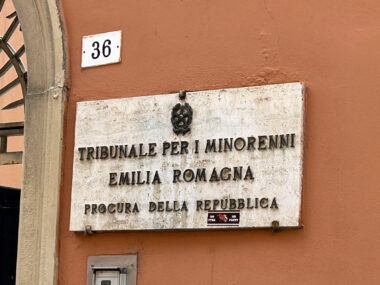 36
TRIBUNALE PER I MINORENNI
EMILIA ROMAGNA
PROCURA DELLA REPUBBLICA